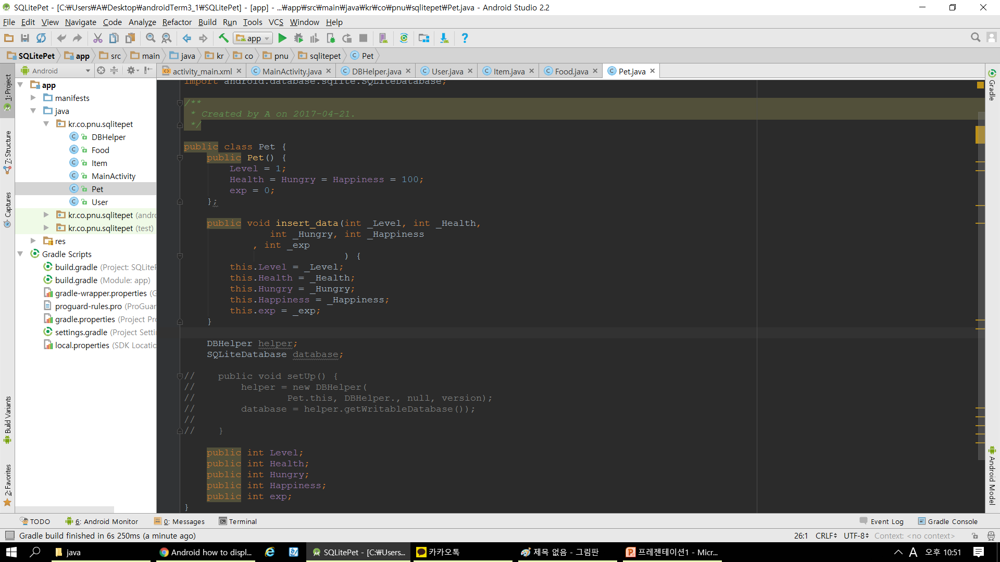 SQLitePet - [C:\Users\A\Desktop\androidTerm3_1\SQLitePet] - [app] - ...\app\src\main\java\kr\co\pnu\sqlitepet\Pet.java - Android Studio 2.2
File Edit View Navigate Code Analyze Refactor Build Run Tools VCS Window Help
app
SQLitePet app src main java kr co pnu sqlitepet Pet
Android
activity_main.xml MainActivity.java DBHelper.java User.java Item.java Food.java Pet.java
1: Project
Z: Structure
Captures
Build Variants
2: Favorites
app
manifests
java
kr.co.pnu.sqlitepet
DBHelper
Food
Item
MainActivity
Pet
User
kr.co.pnu.sqlitepet (andro
kr.co.pnu.sqlitepet (test)
res
Gradle Scripts
build.gradle (Project: SQLiteP
build.gradle (Module: app)
gradle-wrapper.properties (G
proguard-rules.pro (ProGuar
gradle.properties (Project Pro
settings.gradle (Project Setti
local.properties (SDK Locatio
import android.database.sqlite.SQLiteDatabase;
/**
 * Created by A on 2017-04-21.
 */
public class Pet {
    public Pet() {
        Level = 1;
        Health = Hungry = Happiness = 100;
        exp = 0;
    };
    public void insert_data(int _Level, int _Health,
               int _Hungry, int _Happiness
            , int _exp
                            ) {
        this.Level = _Level;
        this.Health = _Health;
        this.Hungry = _Hungry;
        this.Happiness = _Happiness;
        this.exp = _exp;
    }
    DBHelper helper;
    SQLiteDatabase database;
//    public void setUp() {
//        helper = new DBHelper(
//                Pet.this, DBHelper., null, version);
//        database = helper.getWritableDatabase());
//
//    }
    public int Level;
    public int Health;
    public int Hungry;
    public int Happiness;
    public int exp;
}
Gradle
Android Model
TODO 6: Android Monitor 0: Messages Terminal Event Log Gradle Console
Gradle build finished in 6s 250ms (a minute ago) 26:1 CRLF UTF-8 Context: <no context>
java Android how to displ... SQLitePet - [C:\Users... 카카오톡 제목 없음 - 그림판 프레젠테이션1 - Micr... A 오후 10:51